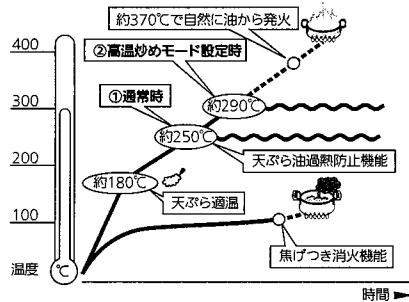 約370℃で自然に油から発火
400
②高温炒めモード設定時
①通常時
300
約290℃
約250℃
200
天ぷら油過熱防止機能
約180℃
天ぷら適温
100
焦げつき消火機能
温度
℃
時間